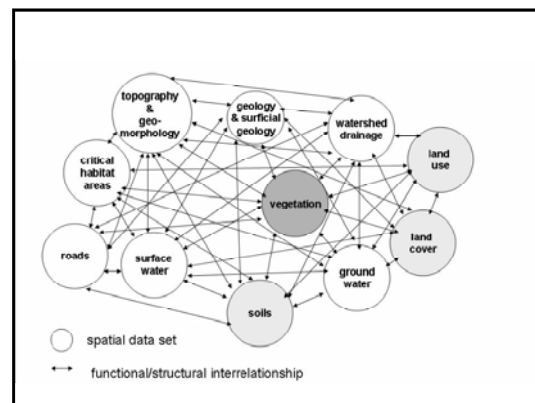 topography
&
geo-
morphology
geology
& surficial
geology
watershed
drainage
land
use
critical
habitat
areas
vegetation
land
cover
roads
surface
water
ground
water
soils
spatial data set
functional/structural interrelationship